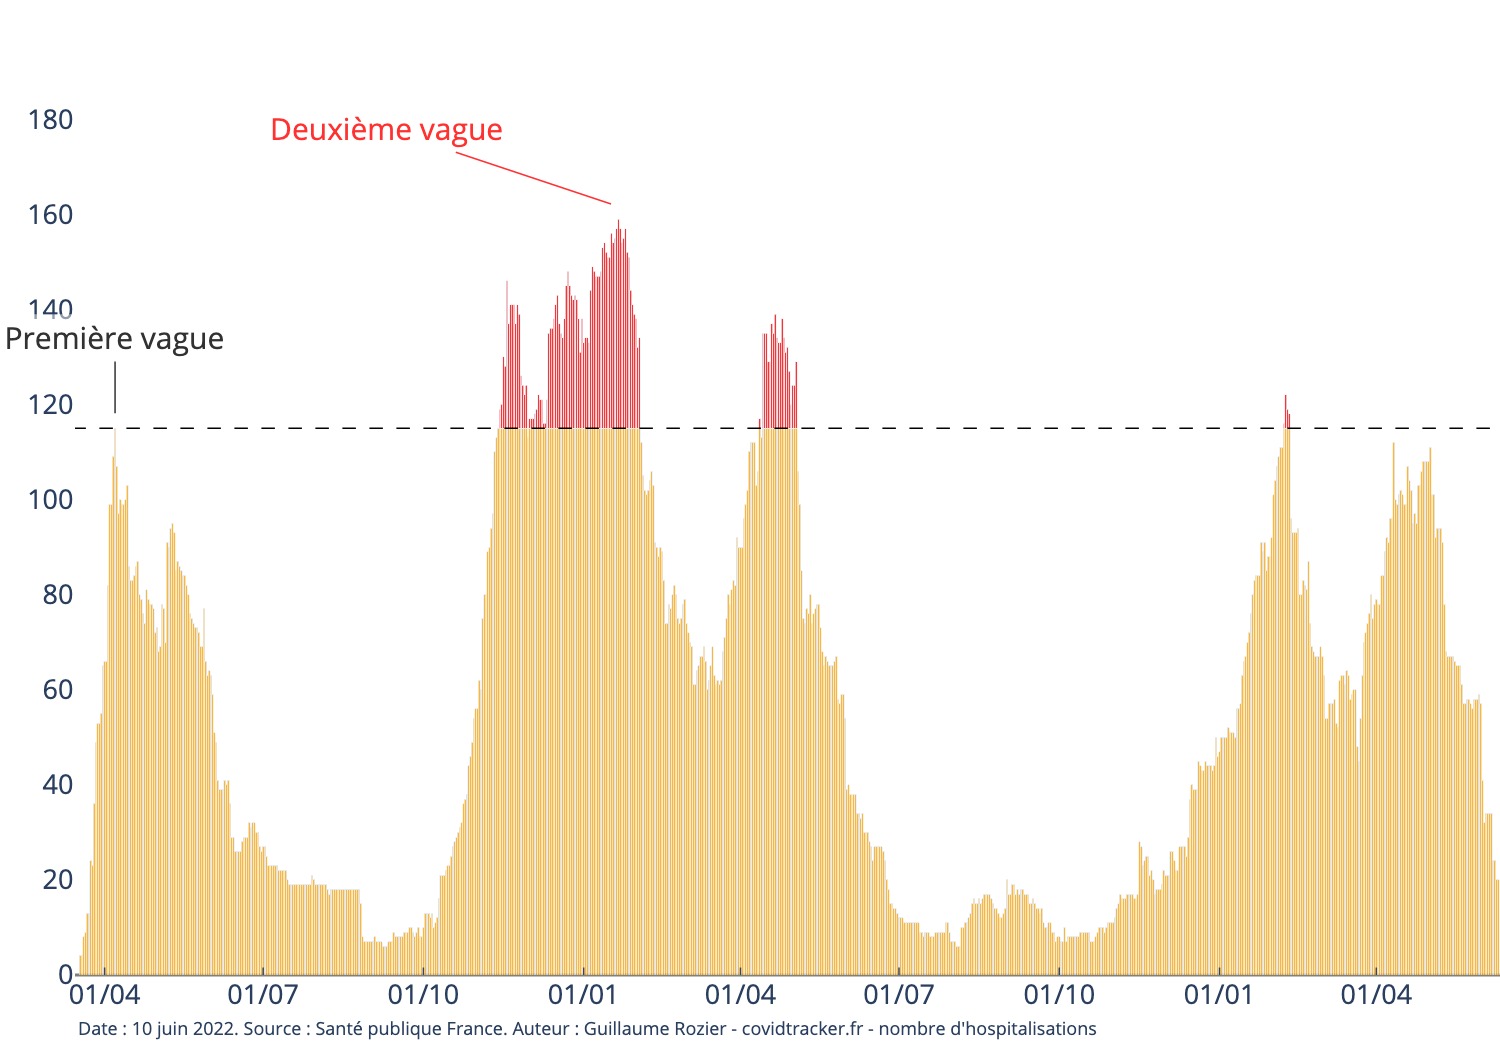 180
Deuxième vague
160
140
Première vague
120
100
80
60
40
20
0
01/04 01/07 01/10 01/01 01/04 01/07 01/10 01/01 01/04
Date : 10 juin 2022. Source : Santé publique France. Auteur : Guillaume Rozier - covidtracker.fr - nombre d'hospitalisations